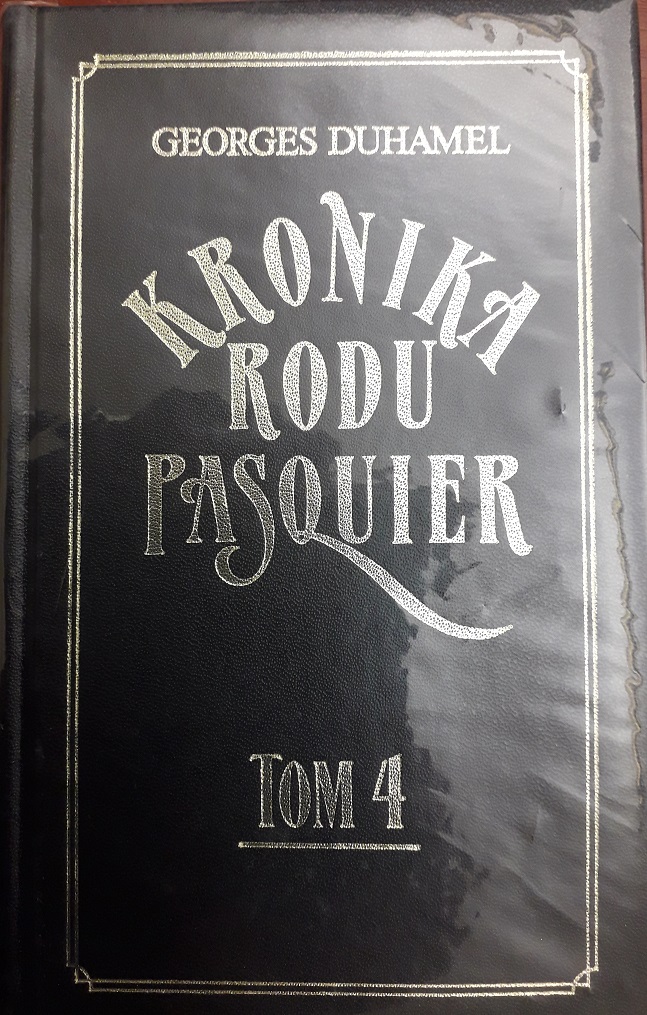 GEORGES DUHAMEL
KRONIKA
RODU
PASQUIER
TOM 4